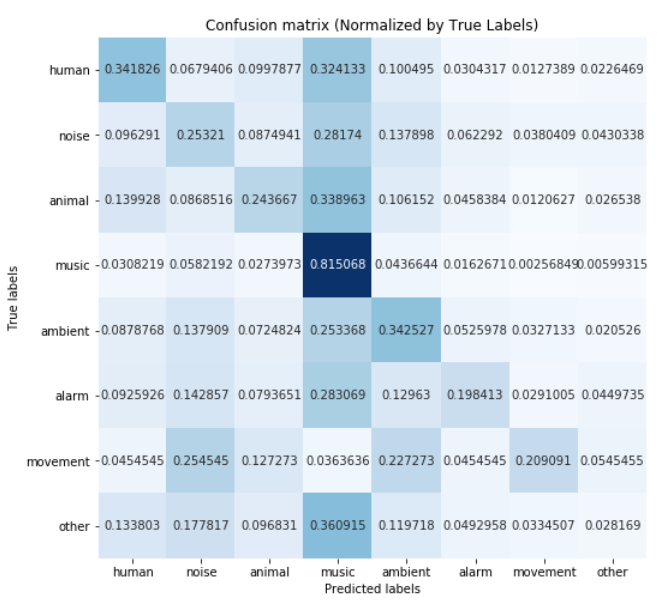 Confusion matrix (Normalized by True Labels)
human 0.341826 0.0679406 0.0997877 0.324133 0.100495 0.0304317 0.0127389 0.0226469
noise 0.096291 0.25321 0.0874941 0.28174 0.137898 0.062292 0.0380409 0.0430338
animal 0.139928 0.0868516 0.243667 0.338963 0.106152 0.0458384 0.0120627 0.026538
music 0.0308219 0.0582192 0.0273973 0.815068 0.0436644 0.0162671 0.00256849 0.00599315
ambient 0.0878768 0.137909 0.0724824 0.253368 0.342527 0.0525978 0.0327133 0.020526
alarm 0.0925926 0.142857 0.0793651 0.283069 0.12963 0.198413 0.0291005 0.0449735
movement 0.0454545 0.254545 0.127273 0.0363636 0.227273 0.0454545 0.209091 0.0545455
other 0.133803 0.177817 0.096831 0.360915 0.119718 0.0492958 0.0334507 0.028169
human noise animal music ambient alarm movement other
Predicted labels
True labels